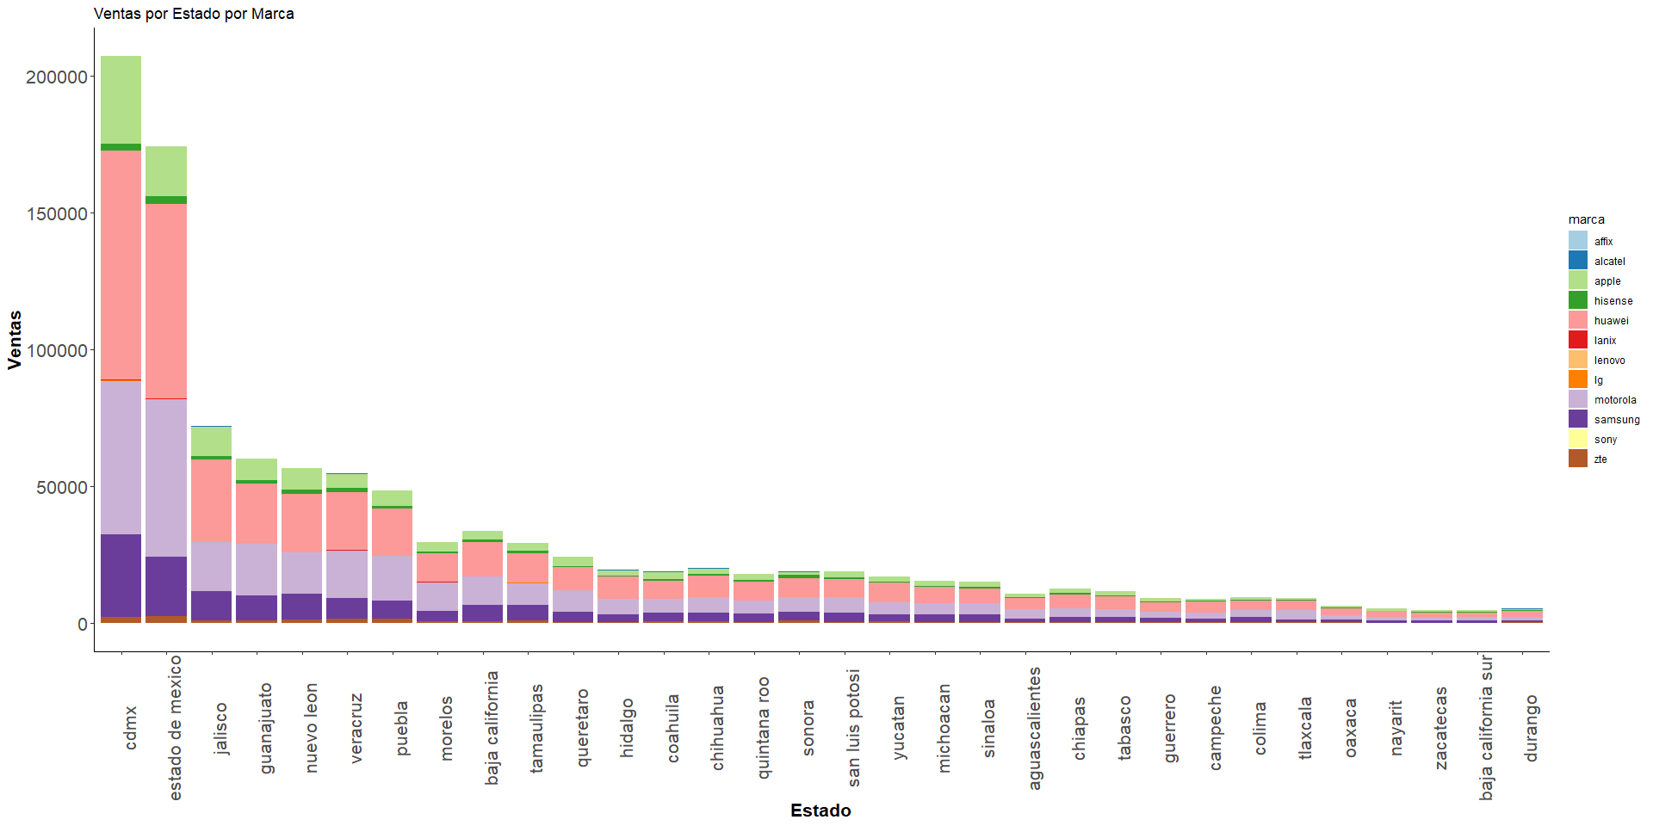 Ventas por Estado por Marca
Ventas
200000
150000
100000
50000
0
cdmx
estado de mexico
jalisco
guanajuato
nuevo leon
veracruz
puebla
morelos
baja california
tamaulipas
queretaro
hidalgo
coahuila
chihuahua
quintana roo
sonora
san luis potosi
yucatan
michoacan
sinaloa
aguascalientes
chiapas
tabasco
guerrero
campeche
colima
tlaxcala
oaxaca
nayarit
zacatecas
baja california sur
durango
Estado
marca
affix
alcatel
apple
hisense
huawei
lanix
lenovo
lg
motorola
samsung
sony
zte